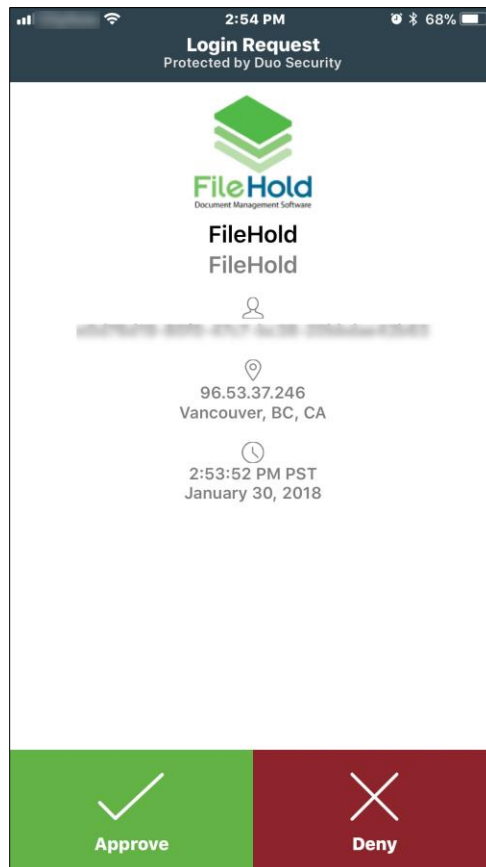 2:54 PM
68%
Login Request
Protected by Duo Security
FileHold
Document Management Software
FileHold
FileHold
96.53.37.246
Vancouver, BC, CA
2:53:52 PM PST
January 30, 2018
Approve
Deny